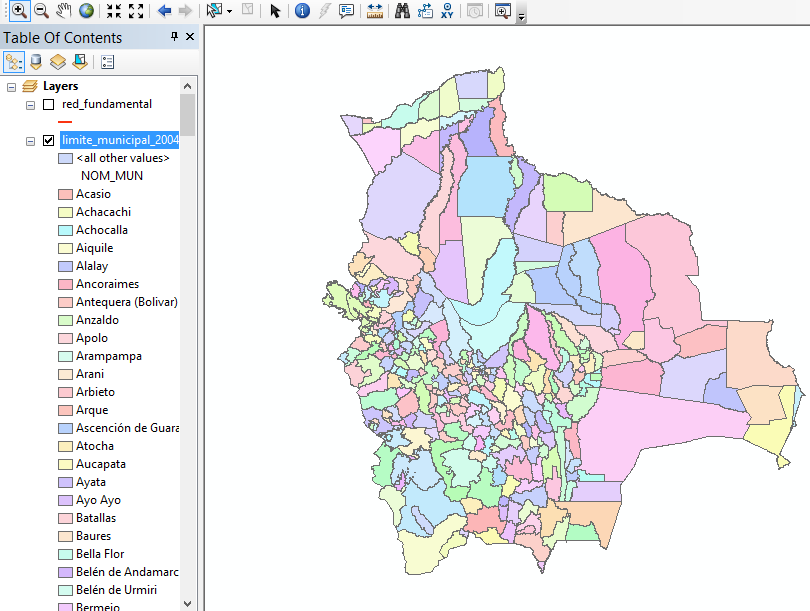 Table Of Contents
Layers
red_fundamental
limite_municipal_2004
<all other values>
NOM_MUN
Acasio
Achacachi
Achocalla
Aiquile
Alalay
Ancoraimes
Antequera (Bolivar)
Anzaldo
Apolo
Arampampa
Arani
Arbieto
Arque
Ascención de Guara
Atocha
Aucapata
Ayata
Ayo Ayo
Batallas
Baures
Bella Flor
Belén de Andamarc
Belén de Urmiri
Bermejo